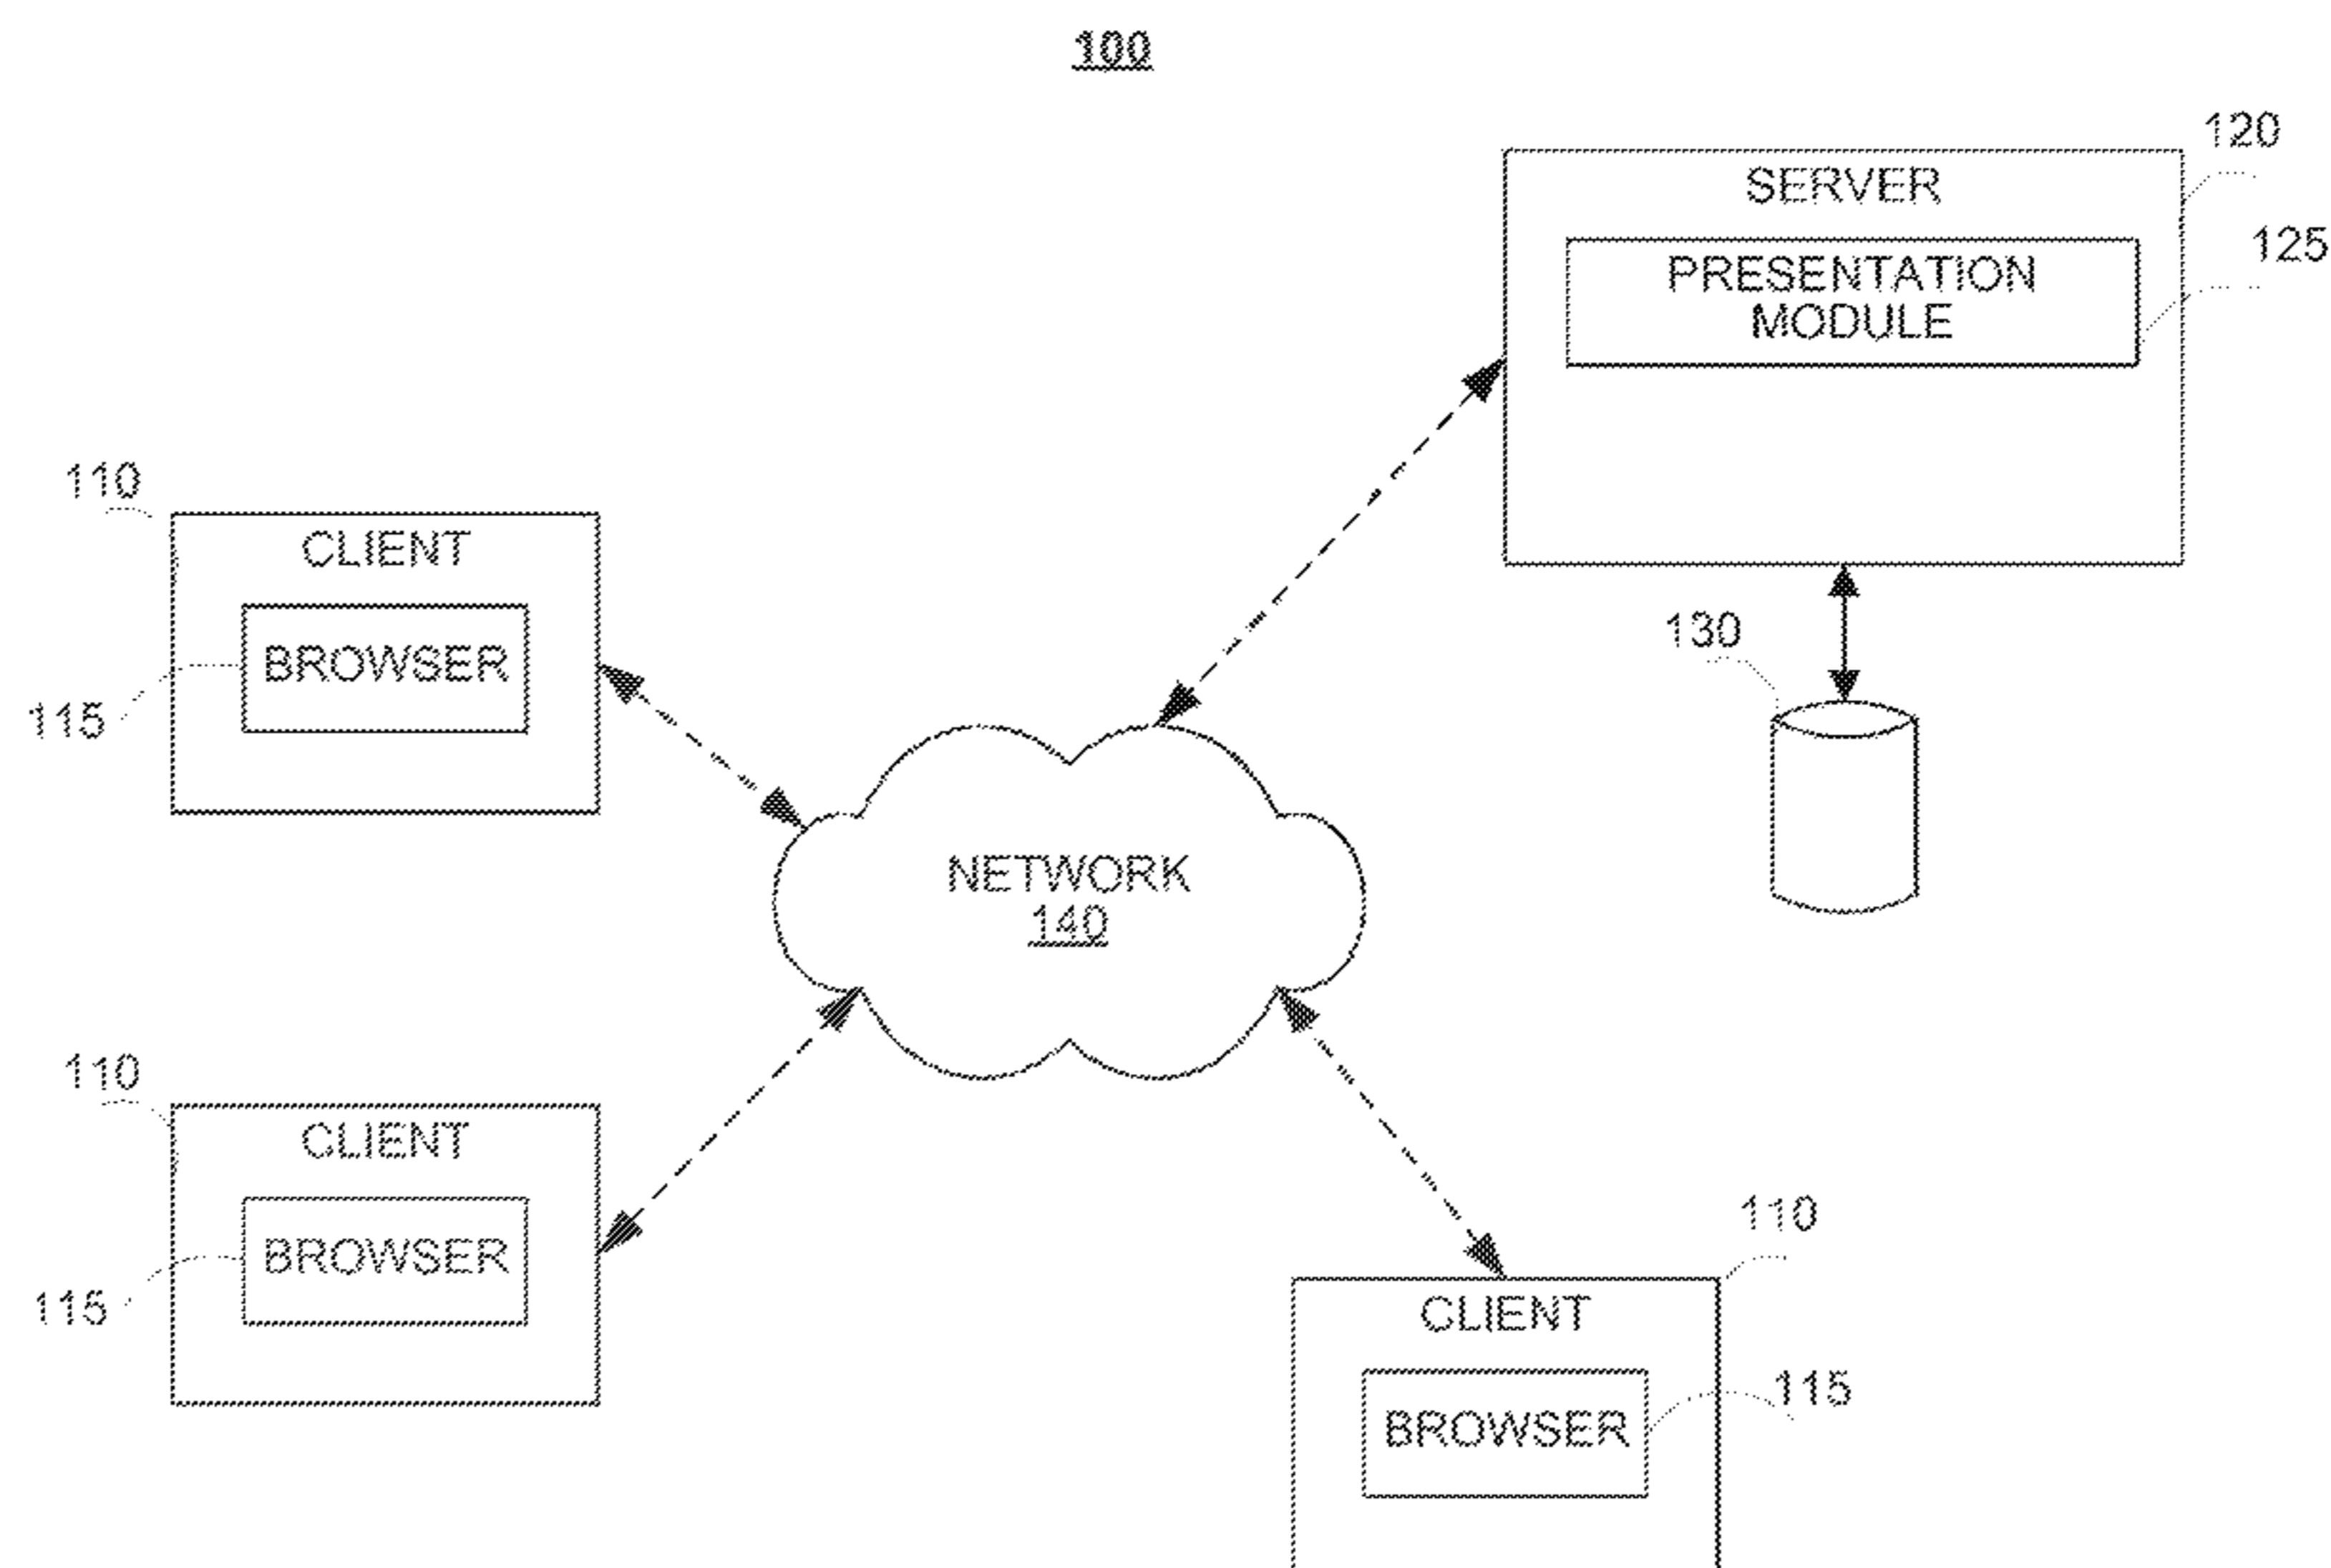 100
120
SERVER
125
PRESENTATION
MODULE
110
CLIENT
BROWSER
115
130
NETWORK
140
110
CLIENT
BROWSER
115
110
CLIENT
115
BROWSER